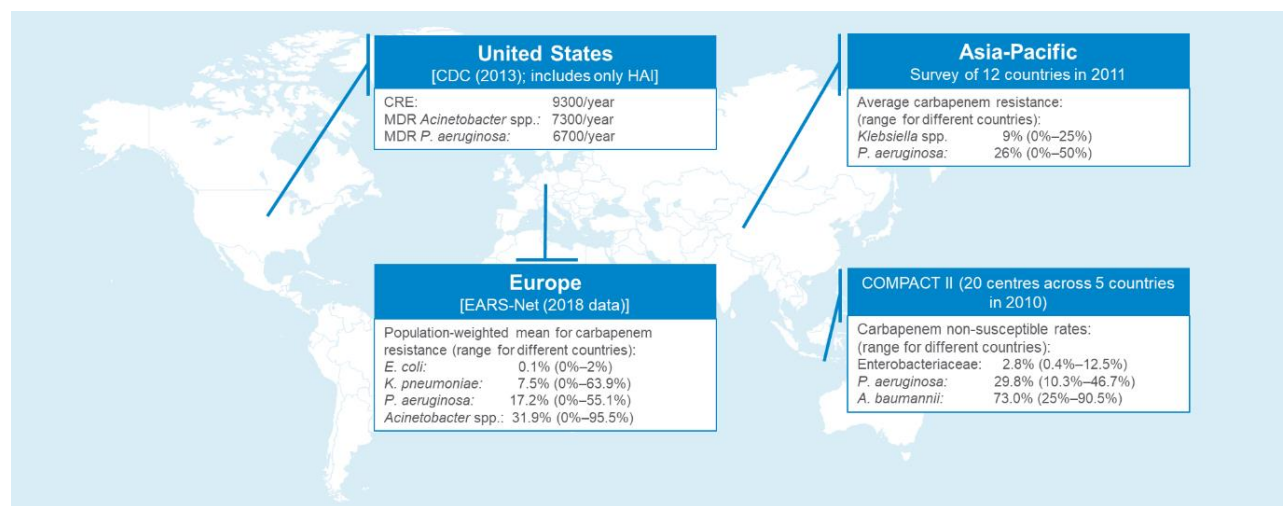 United States
[CDC (2013); includes only HAI]
CRE: 9300/year
MDR Acinetobacter spp.: 7300/year
MDR P. aeruginosa: 6700/year
Asia-Pacific
Survey of 12 countries in 2011
Average carbapenem resistance:
(range for different countries):
Klebsiella spp. 9% (0%–25%)
P. aeruginosa: 26% (0%–50%)
Europe
[EARS-Net (2018 data)]
Population-weighted mean for carbapenem
resistance (range for different countries):
E. coli: 0.1% (0%–2%)
K. pneumoniae: 7.5% (0%–63.9%)
P. aeruginosa: 17.2% (0%–55.1%)
Acinetobacter spp.: 31.9% (0%–95.5%)
COMPACT II (20 centres across 5 countries
in 2010)
Carbapenem non-susceptible rates:
(range for different countries):
Enterobacteriaceae: 2.8% (0.4%–12.5%)
P. aeruginosa: 29.8% (10.3%–46.7%)
A. baumannii: 73.0% (25%–90.5%)